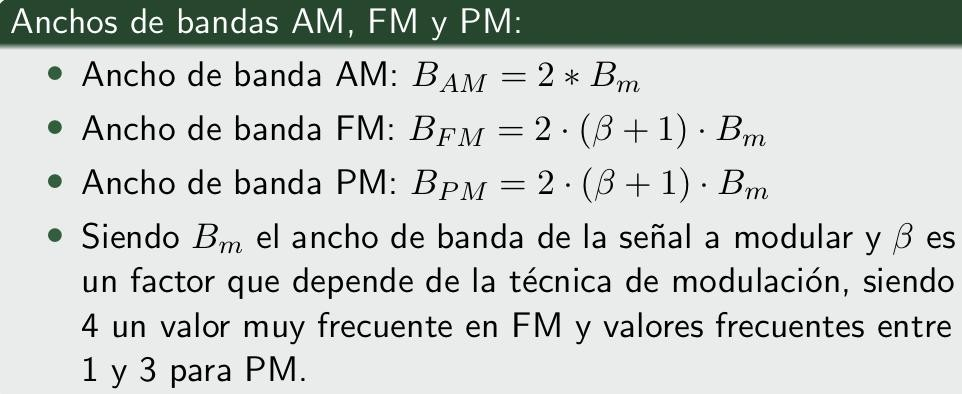 Anchos de bandas AM, FM y PM:
• Ancho de banda AM: $B_{AM} = 2 * B_m$
• Ancho de banda FM: $B_{FM} = 2 \cdot (\beta + 1) \cdot B_m$
• Ancho de banda PM: $B_{PM} = 2 \cdot (\beta + 1) \cdot B_m$
• Siendo $B_m$ el ancho de banda de la señal a modular y $\beta$ es
un factor que depende de la técnica de modulación, siendo
4 un valor muy frecuente en FM y valores frecuentes entre
1 y 3 para PM.